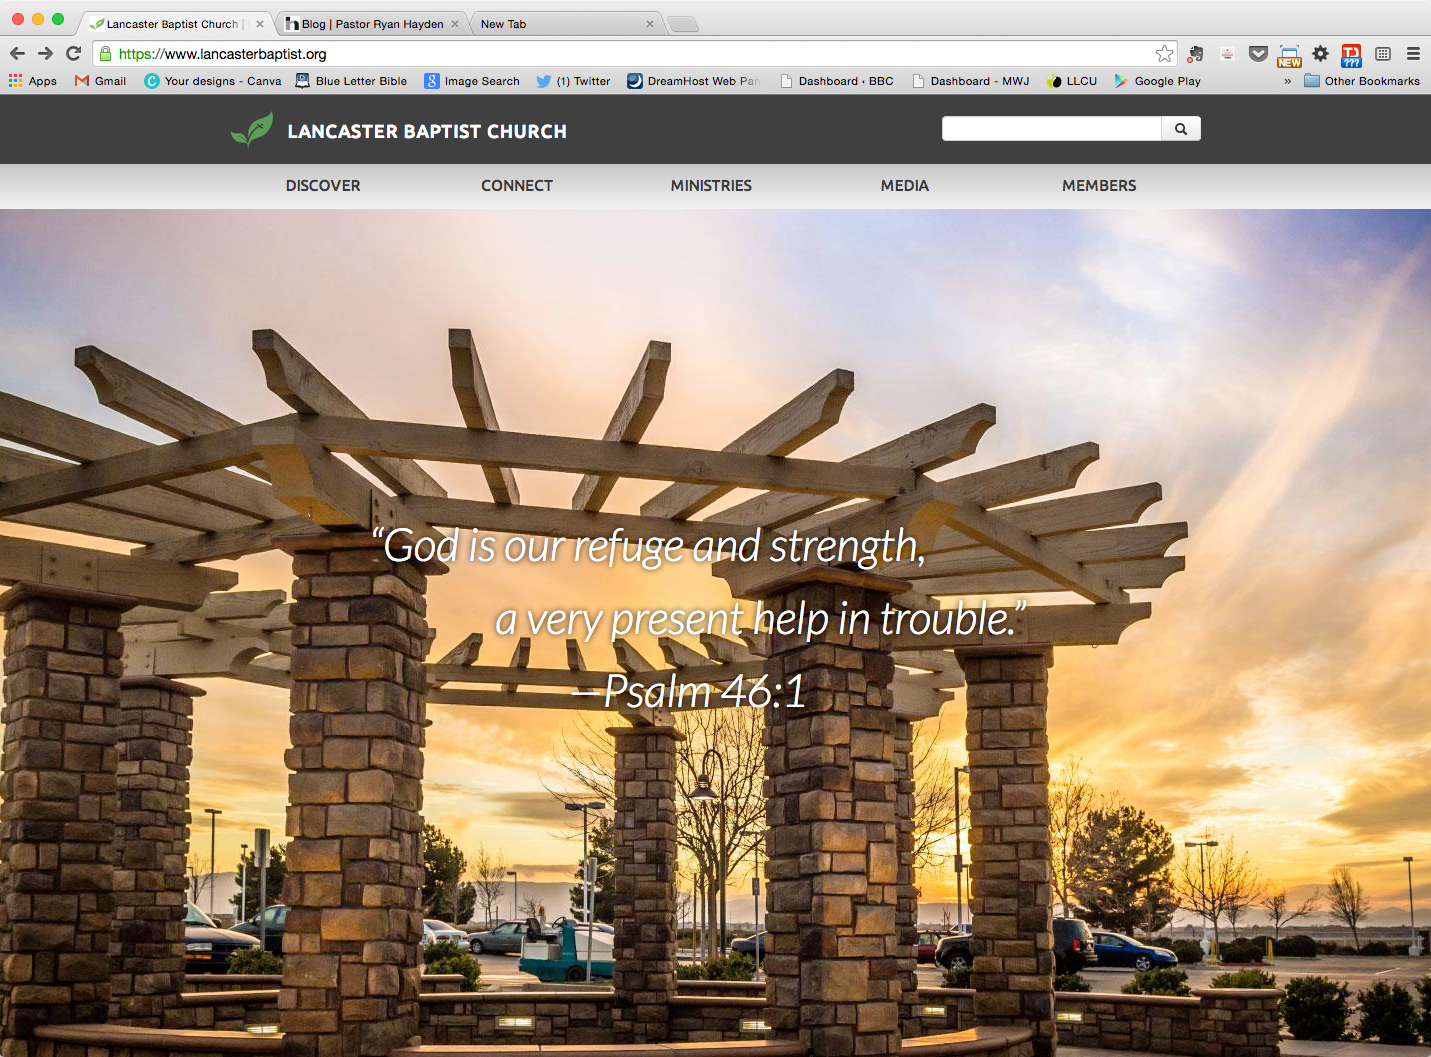 Lancaster Baptist Church |
Blog | Pastor Ryan Hayden
New Tab
https://www.lancasterbaptist.org
NEW
???
Apps
Gmail
Your designs - Canva
Blue Letter Bible
Image Search
(1) Twitter
DreamHost Web Pan
Dashboard ‹ BBC
Dashboard - MWJ
LLCU
Google Play
»
Other Bookmarks
LANCASTER BAPTIST CHURCH
DISCOVER CONNECT MINISTRIES MEDIA MEMBERS
“God is our refuge and strength,
a very present help in trouble.”
—Psalm 46:1